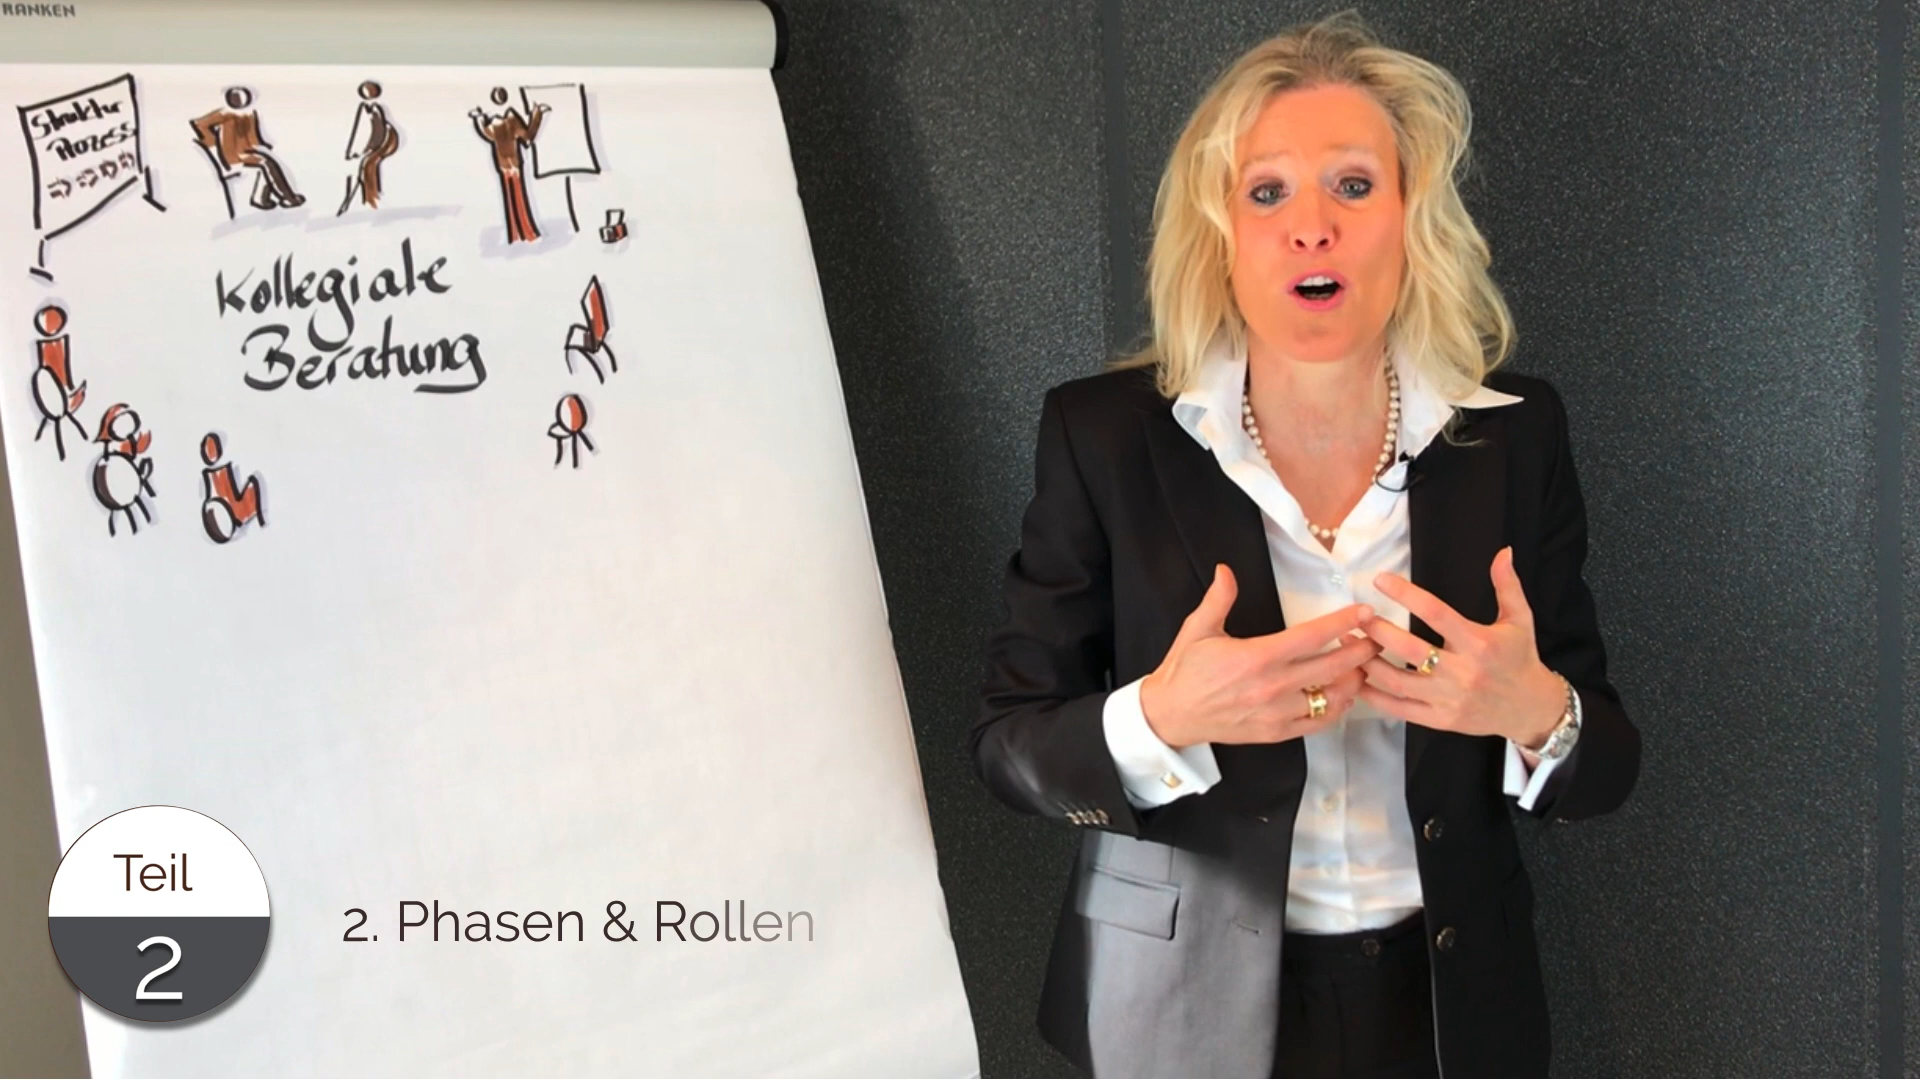 RANKEN
Struktur
Prozess
Kollegiale
Beratung
Teil
2
2. Phasen & Rollen